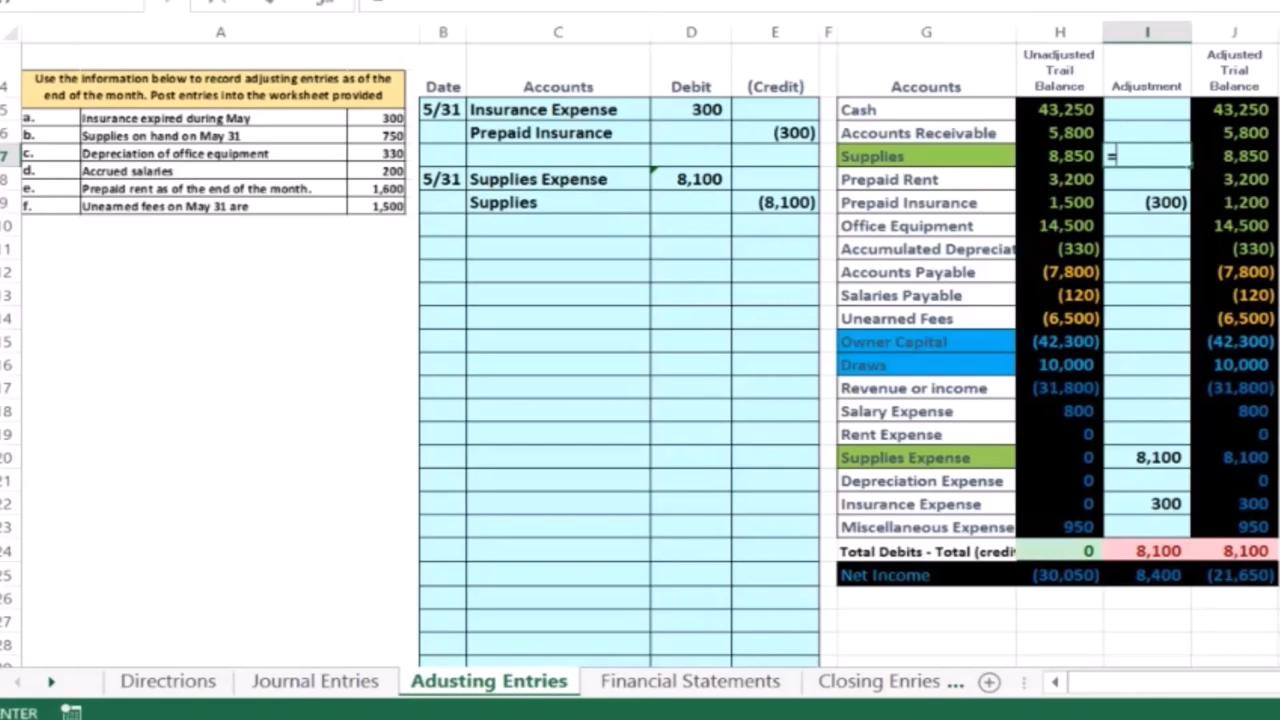 A B C D E F G H I J
Use the information below to record adjusting entries as of the
end of the month. Post entries into the worksheet provided
a. Insurance expired during May 300
b. Supplies on hand on May 31 750
c. Depreciation of office equipment 330
d. Accrued salaries 200
e. Prepaid rent as of the end of the month. 1,600
f. Unearned fees on May 31 are 1,500
Date Accounts Debit (Credit)
5/31 Insurance Expense 300
Prepaid Insurance (300)
5/31 Supplies Expense 8,100
Supplies (8,100)
Unadjusted Adjusted
Trail Trial
Accounts Balance Adjustment Balance
Cash 43,250 43,250
Accounts Receivable 5,800 5,800
Supplies 8,850 = 8,850
Prepaid Rent 3,200 3,200
Prepaid Insurance 1,500 (300) 1,200
Office Equipment 14,500 14,500
Accumulated Depreciat (330) (330)
Accounts Payable (7,800) (7,800)
Salaries Payable (120) (120)
Unearned Fees (6,500) (6,500)
Owner Capital (42,300) (42,300)
Draws 10,000 10,000
Revenue or income (31,800) (31,800)
Salary Expense 800 800
Rent Expense 0 0
Supplies Expense 0 8,100 8,100
Depreciation Expense 0 0
Insurance Expense 0 300 300
Miscellaneous Expense 950 950
Total Debits - Total (credi 0 8,100 8,100
Net Income (30,050) 8,400 (21,650)
4
5
6
7
8
9
10
11
12
13
14
15
16
17
18
19
20
21
22
23
24
25
26
27
28
Directrions Journal Entries Adusting Entries Financial Statements Closing Enries ...
NTER